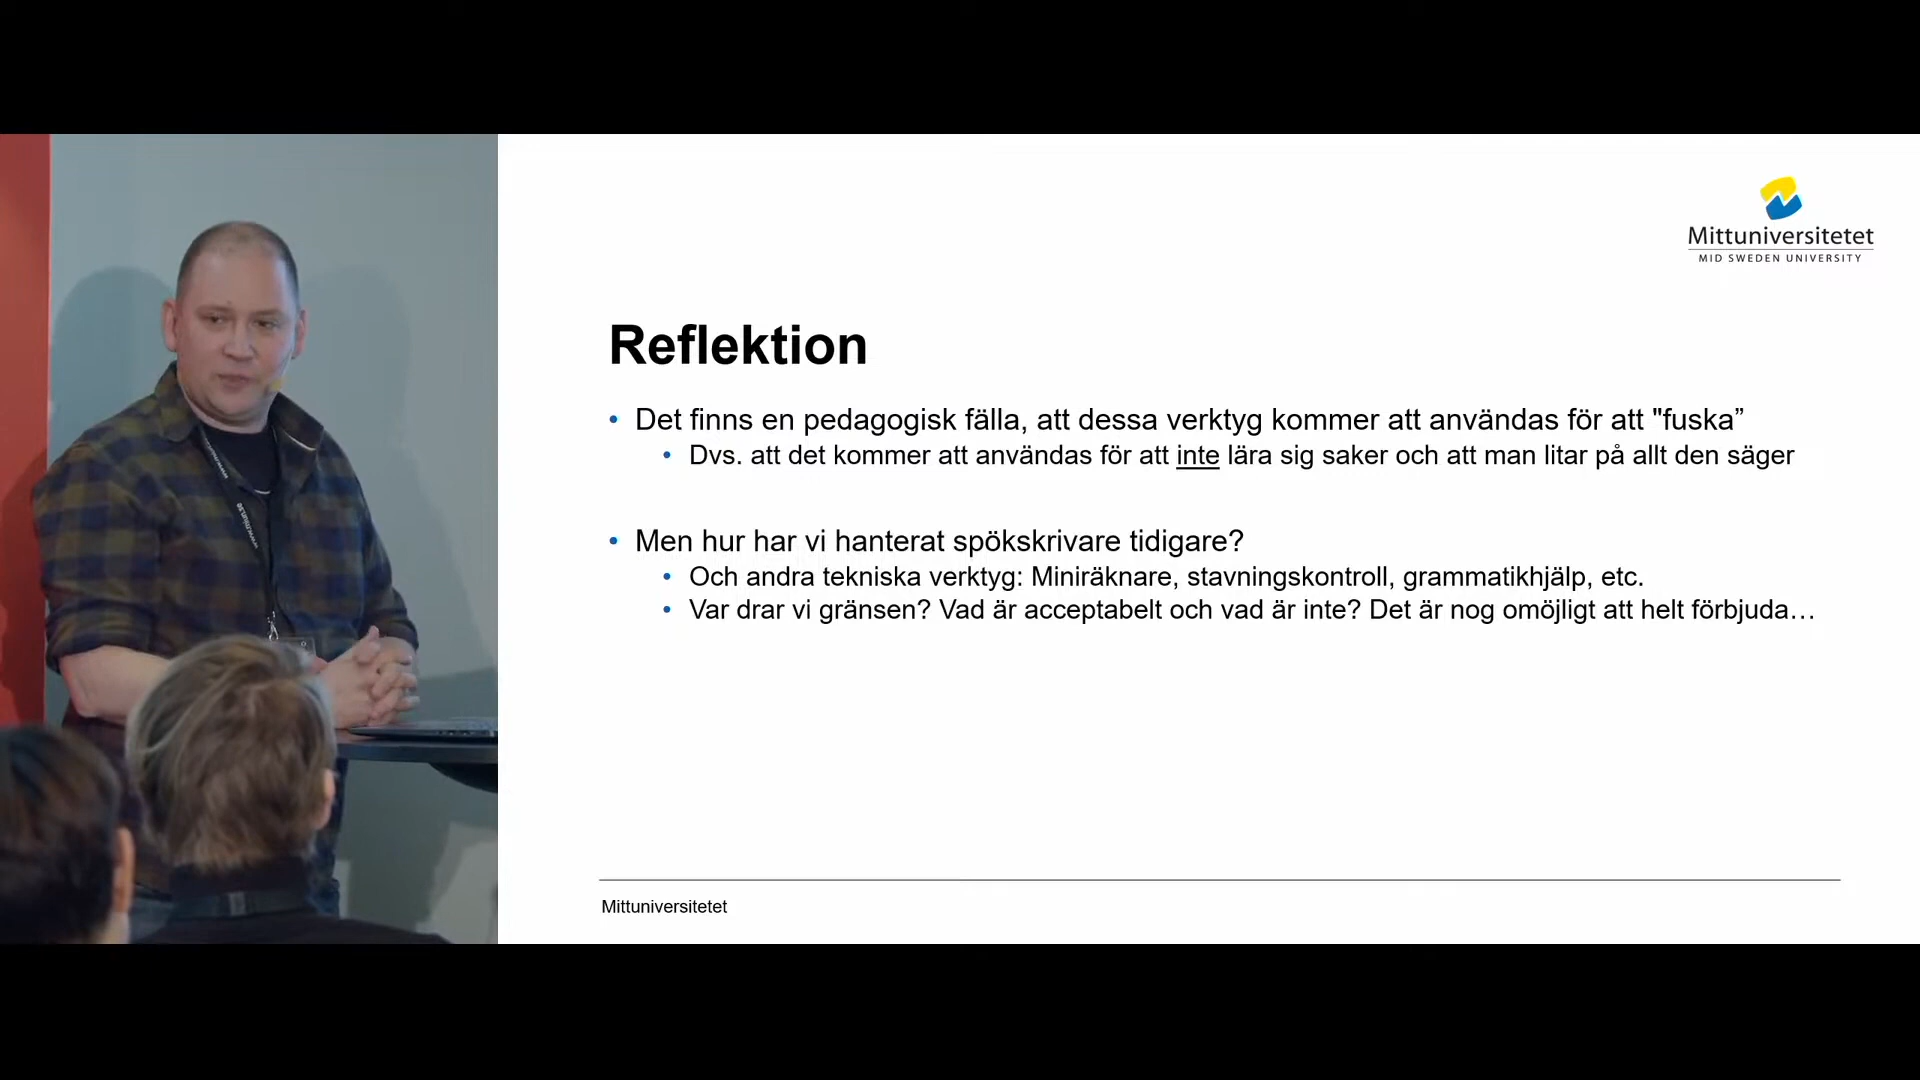 Mittuniversitetet
MID SWEDEN UNIVERSITY
Reflektion
• Det finns en pedagogisk fälla, att dessa verktyg kommer att användas för att "fuska”
• Dvs. att det kommer att användas för att inte lära sig saker och att man litar på allt den säger
• Men hur har vi hanterat spökskrivare tidigare?
• Och andra tekniska verktyg: Miniräknare, stavningskontroll, grammatikhjälp, etc.
• Var drar vi gränsen? Vad är acceptabelt och vad är inte? Det är nog omöjligt att helt förbjuda…
Mittuniversitetet
www.miun.se